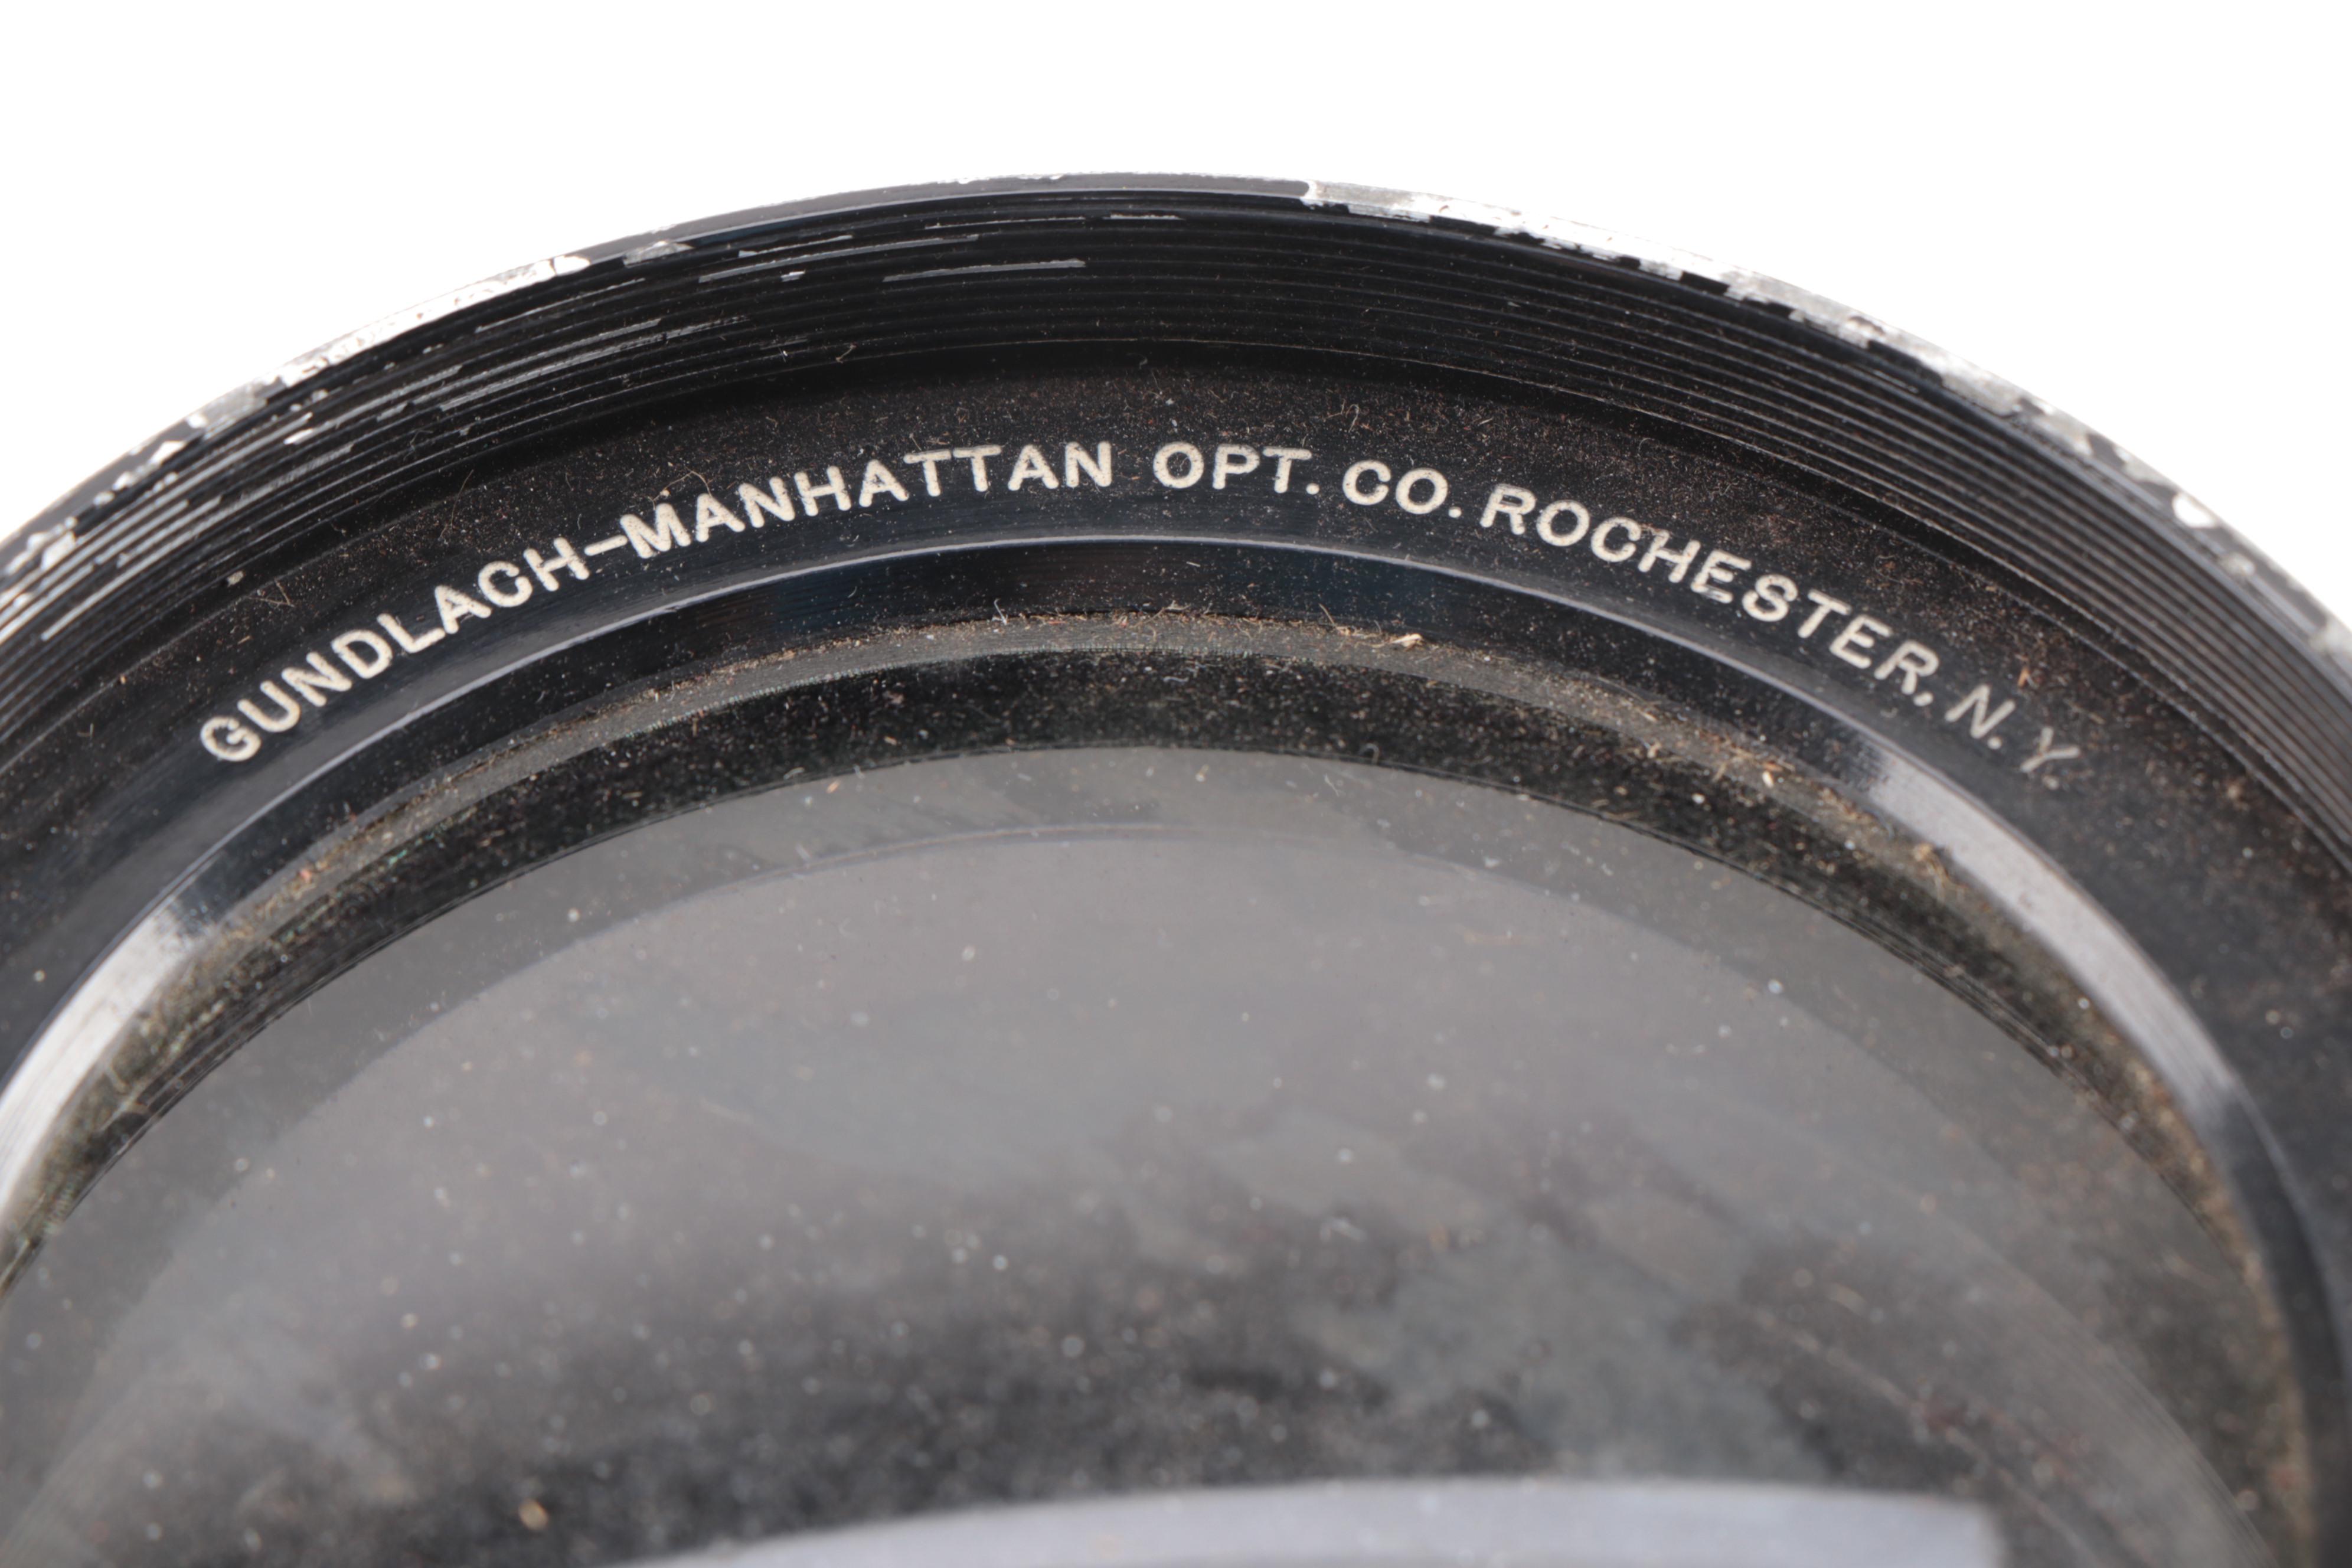 GUNDLACH-MANHATTAN OPT. CO. ROCHESTER, N.Y.